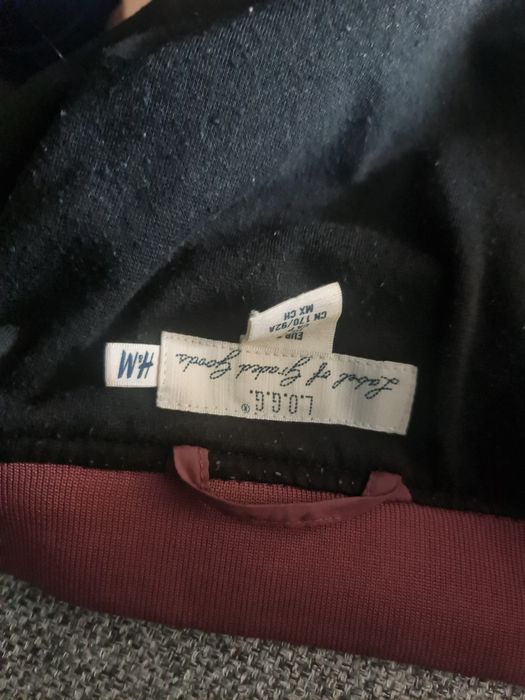 L.O.G.G.®
Label of Graded Goods.
H&M
EUR
CN 170/92A
MX CH